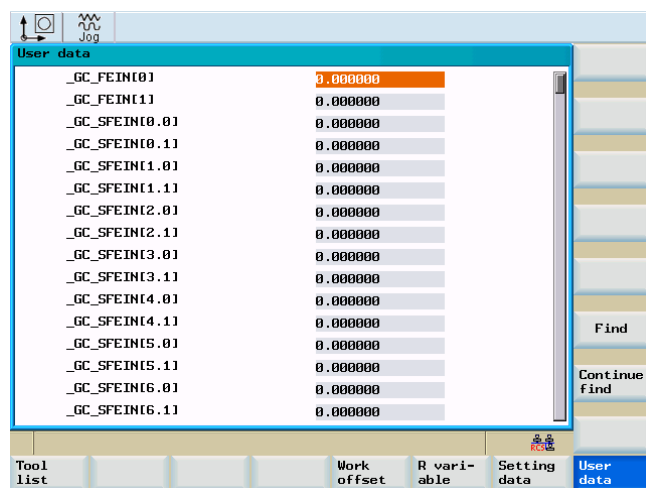 Jog
User data
_GC_FEIN[0] 0.000000
_GC_FEIN[1] 0.000000
_GC_SFEIN[0.0] 0.000000
_GC_SFEIN[0.1] 0.000000
_GC_SFEIN[1.0] 0.000000
_GC_SFEIN[1.1] 0.000000
_GC_SFEIN[2.0] 0.000000
_GC_SFEIN[2.1] 0.000000
_GC_SFEIN[3.0] 0.000000
_GC_SFEIN[3.1] 0.000000
_GC_SFEIN[4.0] 0.000000
_GC_SFEIN[4.1] 0.000000
_GC_SFEIN[5.0] 0.000000
_GC_SFEIN[5.1] 0.000000
_GC_SFEIN[6.0] 0.000000
_GC_SFEIN[6.1] 0.000000
Find
Continue
find
RCS
Tool
list
Work
offset
R vari-
able
Setting
data
User
data